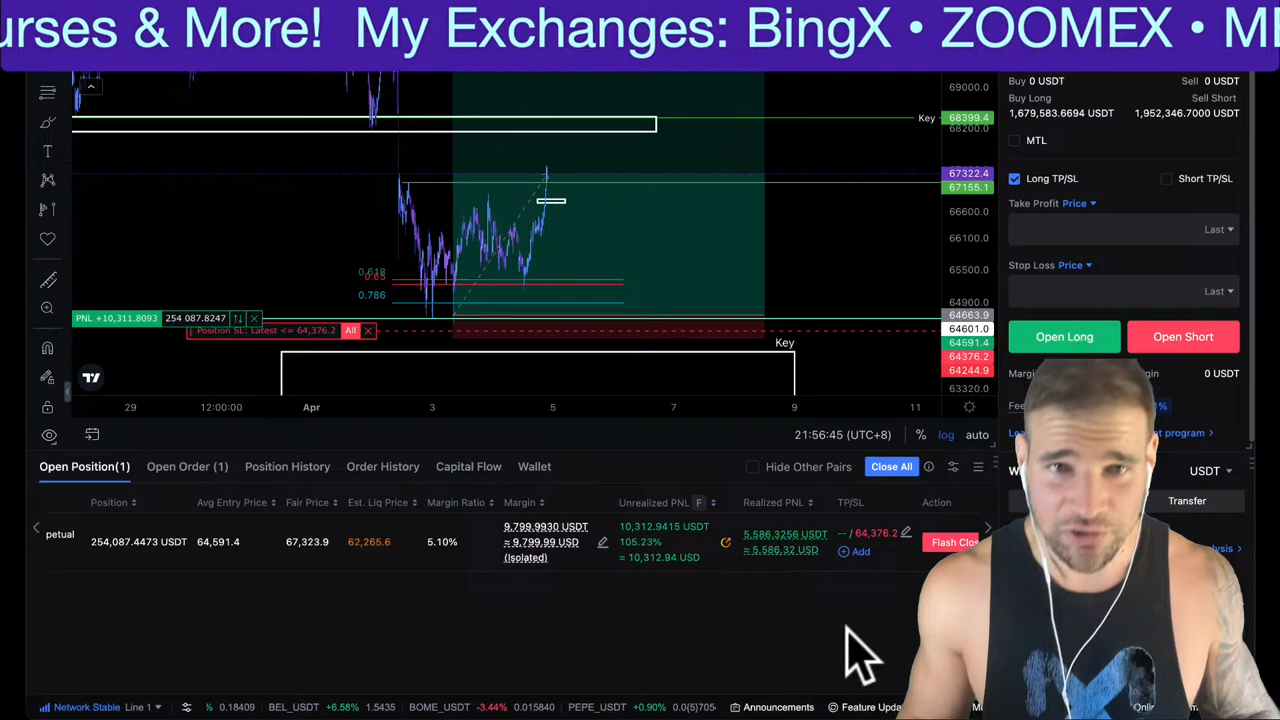 urses & More! My Exchanges: BingX • ZOOMEX •
69000.0
Key
68399.4
68200.0
67322.4
67155.1
66600.0
66100.0
65500.0
64900.0
0.618
0.65
0.786
PNL +10,311.8093 254 087.8247
Position SL: Latest <= 64,376.2 All
64663.9
64601.0
64591.4
64376.2
64244.9
63320.0
Key
29 12:00:00 Apr 3 5 7 9 11
21:56:45 (UTC+8) % log auto
Buy 0 USDT Sell 0 USDT
Buy Long Sell Short
1,679,583.6694 USDT 1,952,346.7000 USDT
MTL
Long TP/SL Short TP/SL
Take Profit Price
Last
Stop Loss Price
Last
Open Long Open Short
0 USDT
USDT
Transfer
Open Position(1) Open Order (1) Position History Order History Capital Flow Wallet Hide Other Pairs Close All
Position Avg Entry Price Fair Price Est. Liq Price Margin Ratio Margin Unrealized PNL F Realized PNL TP/SL Action
petual 254,087.4473 USDT 64,591.4 67,323.9 62,265.6 5.10%
9,799.9930 USDT
≈ 9,799.99 USD
(Isolated)
10,312.9415 USDT
105.23%
≈ 10,312.94 USD
5,586.3256 USDT
≈ 5,586.32 USD
-- / 64,376.2
Add
Flash Clos
Network Stable Line 1 0.18409 BEL_USDT +6.58% 1.5435 BOME_USDT -3.44% 0.015840 PEPE_USDT +0.90% 0.0{5}705 Announcements Feature Upd